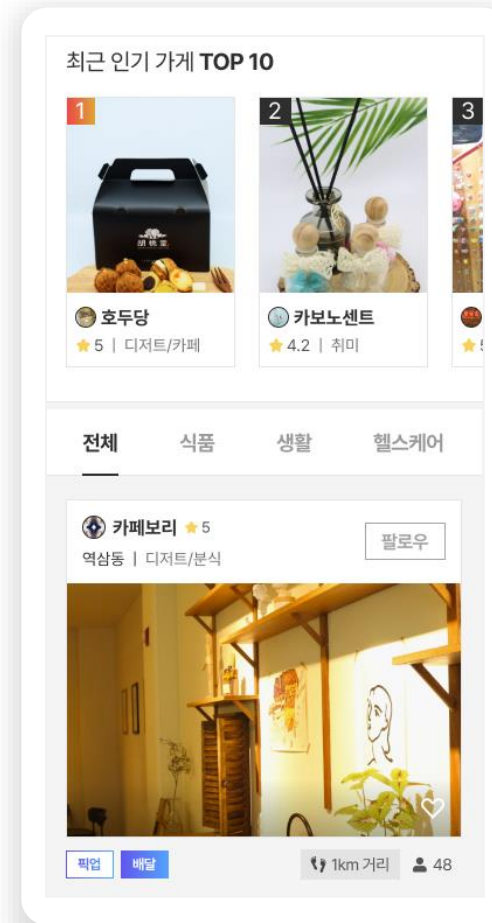 최근 인기 가게 TOP 10
1
2
3
胡桃堂
호두당
카보노센트
5 | 디저트/카페
4.2 | 취미
전체 식품 생활 헬스케어
카페보리 5
팔로우
역삼동 | 디저트/분식
픽업 배달 1km 거리 48